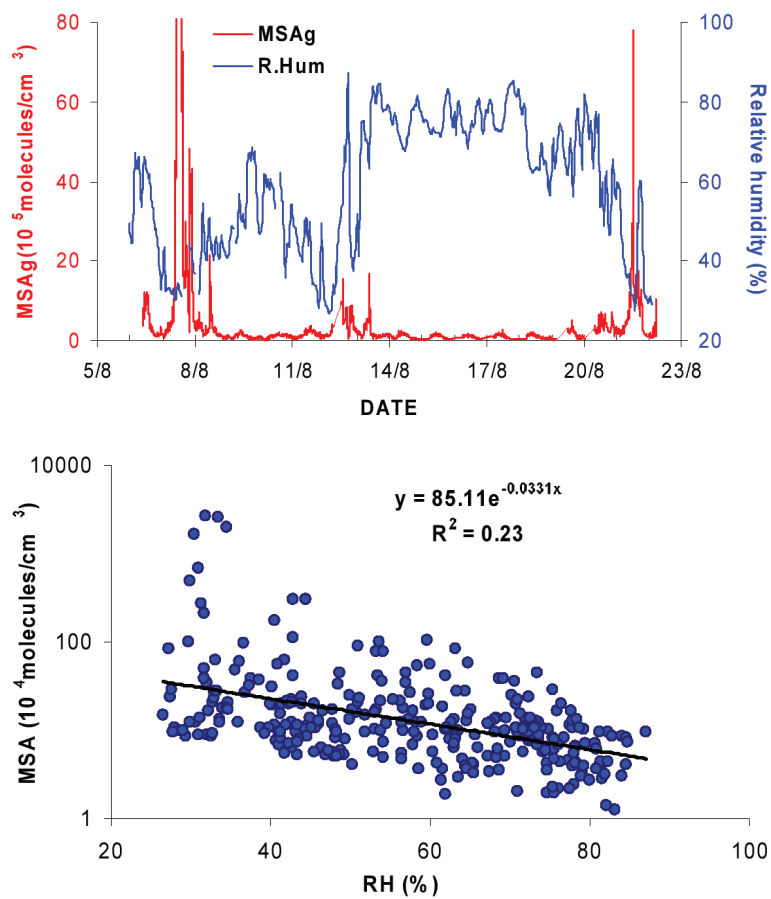 MSAg
R.Hum
MSAg(10 ⁵molecules/cm ³)
80
60
40
20
0
100
80
60
40
20
Relative humidity (%)
5/8 8/8 11/8 14/8 17/8 20/8 23/8
DATE
y = 85.11e^-0.0331x
R² = 0.23
MSA (10 ⁴molecules/cm ³)
10000
100
1
20 40 60 80 100
RH (%)